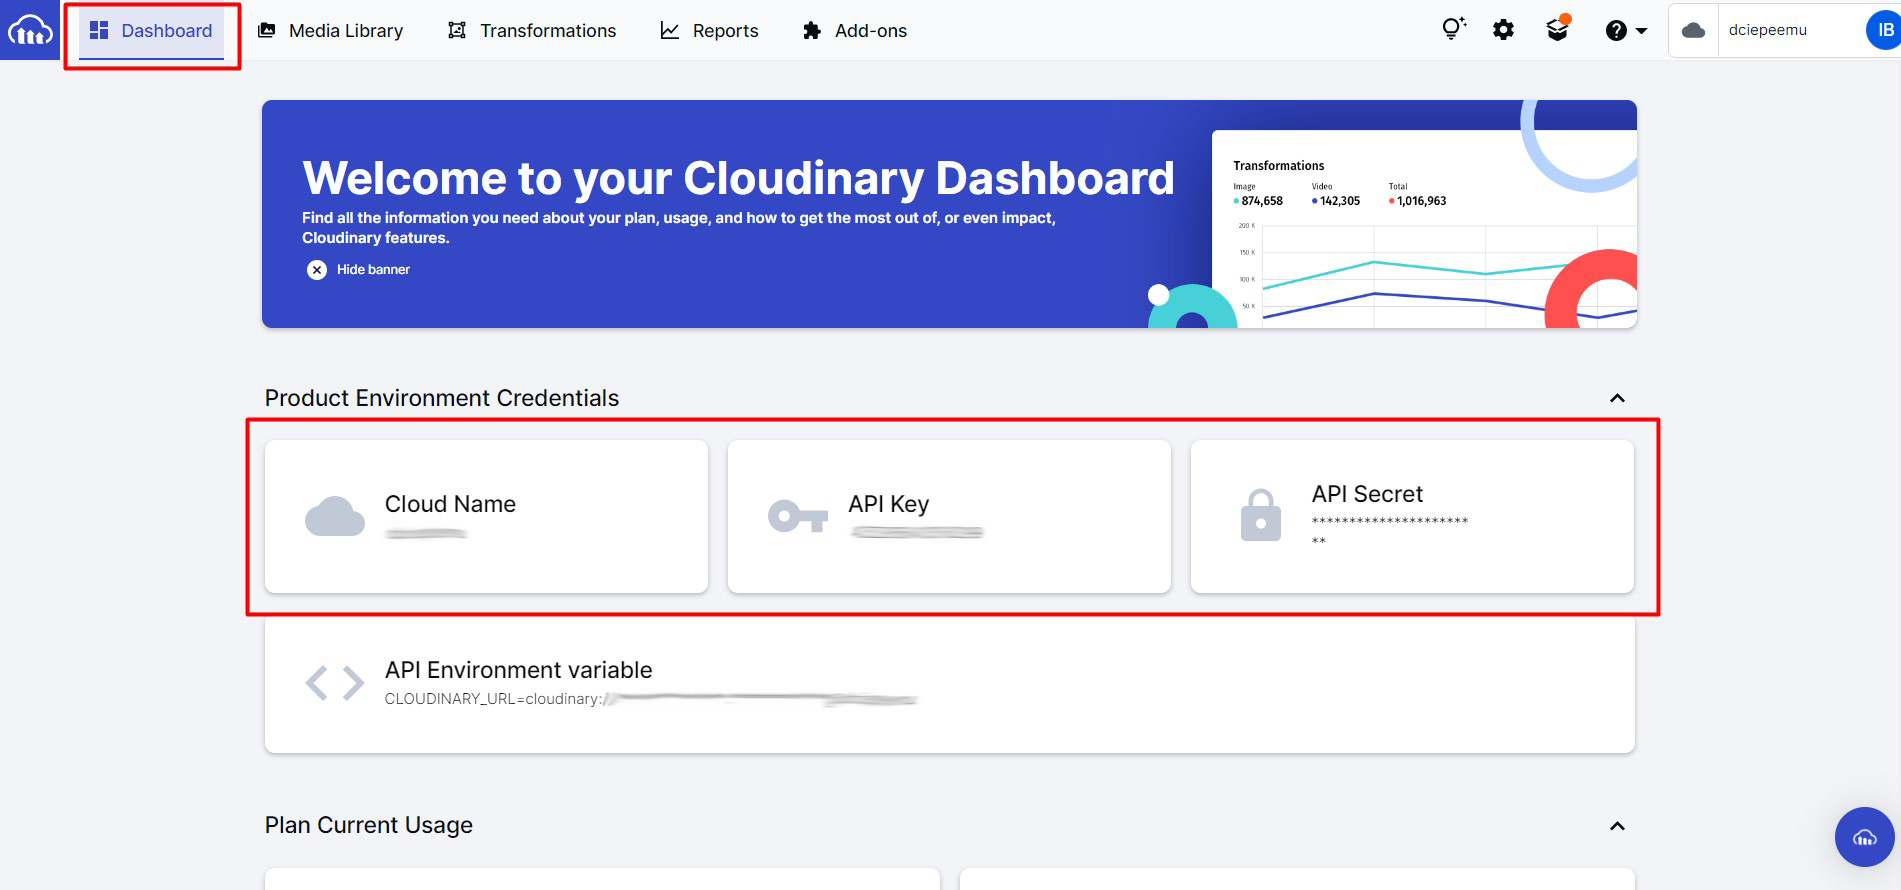 Dashboard
Media Library
Transformations
Reports
Add-ons
dciepeemu
IB
Welcome to your Cloudinary Dashboard
Find all the information you need about your plan, usage, and how to get the most out of, or even impact,
Cloudinary features.
Hide banner
Transformations
Image
Video
Total
874,658
142,305
1,016,963
200 K
150 K
100 K
50 K
Product Environment Credentials
Cloud Name
API Key
API Secret
*********************
**
API Environment variable
CLOUDINARY_URL=cloudinary:/
Plan Current Usage